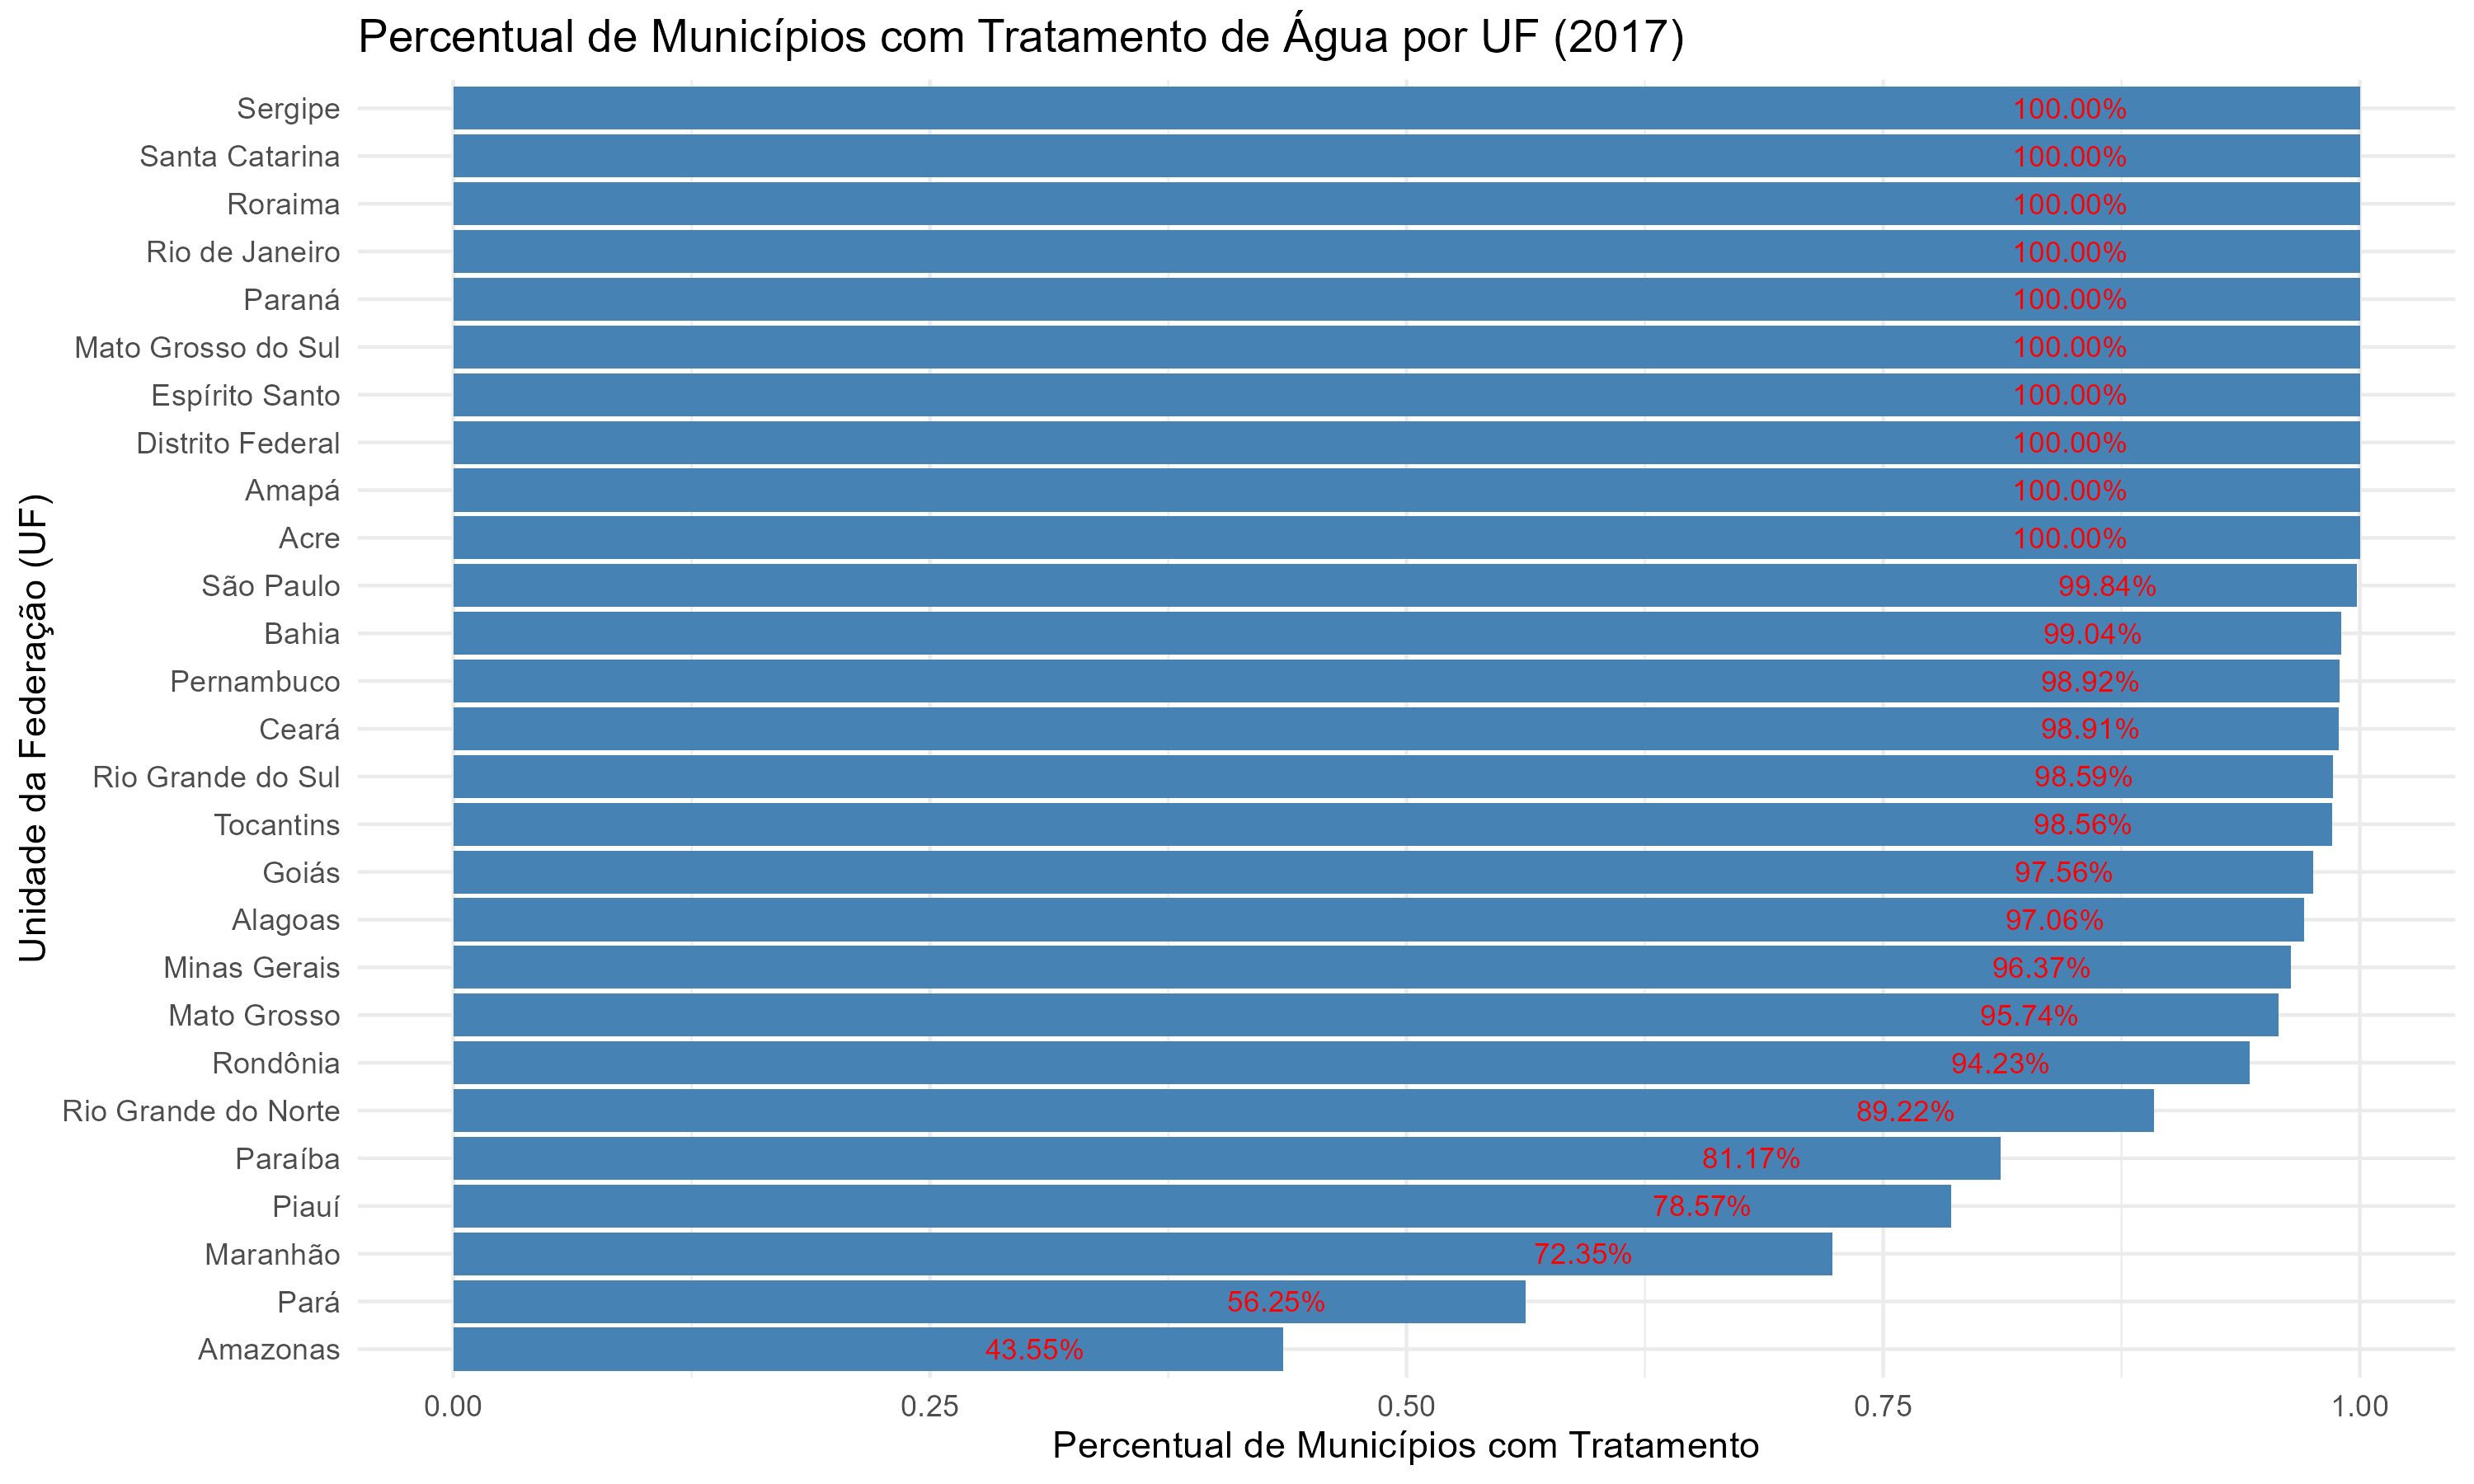 Percentual de Municípios com Tratamento de Água por UF (2017)
Unidade da Federação (UF)
Sergipe 100.00%
Santa Catarina 100.00%
Roraima 100.00%
Rio de Janeiro 100.00%
Paraná 100.00%
Mato Grosso do Sul 100.00%
Espírito Santo 100.00%
Distrito Federal 100.00%
Amapá 100.00%
Acre 100.00%
São Paulo 99.84%
Bahia 99.04%
Pernambuco 98.92%
Ceará 98.91%
Rio Grande do Sul 98.59%
Tocantins 98.56%
Goiás 97.56%
Alagoas 97.06%
Minas Gerais 96.37%
Mato Grosso 95.74%
Rondônia 94.23%
Rio Grande do Norte 89.22%
Paraíba 81.17%
Piauí 78.57%
Maranhão 72.35%
Pará 56.25%
Amazonas 43.55%
0.00 0.25 0.50 0.75 1.00
Percentual de Municípios com Tratamento